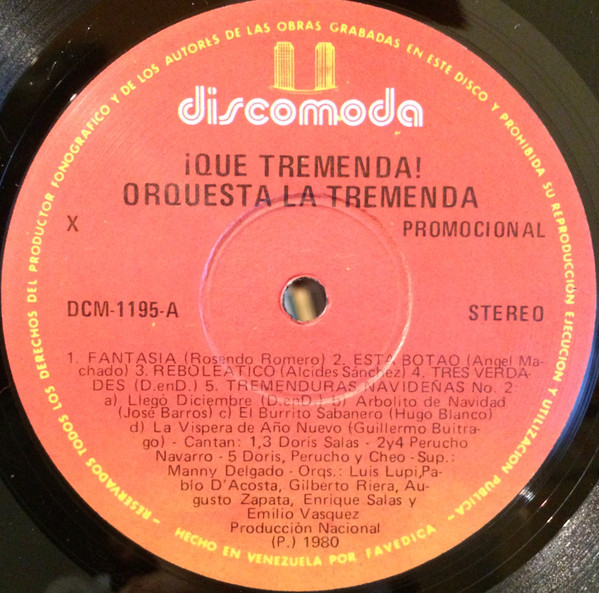 discomoda
¡QUE TREMENDA!
ORQUESTA LA TREMENDA
X
PROMOCIONAL
DCM-1195-A
STEREO
1. FANTASIA (Rosendo Romero) 2. ESTA BOTAO (Angel Ma-
chado) 3. REBOLEATICO (Alcides Sánchez) 4. TRES VERDA-
DES (D.enD.) 5. TREMENDURAS NAVIDEÑAS No. 2
a) Llegó Diciembre (D.enD.) b) Arbolito de Navidad
(José Barros) c) El Burrito Sabanero (Hugo Blanco)
d) La Vispera de Año Nuevo (Guillermo Buitra-
go) - Cantan: 1,3 Doris Salas - 2y4 Perucho
Navarro - 5 Doris, Perucho y Cheo - Sup.:
Manny Delgado - Orqs.: Luis Lupi,Pa-
blo D'Acosta, Gilberto Riera, Au-
gusto Zapata, Enrique Salas y
Emilio Vasquez
Producción Nacional
(P.) 1980
- RESERVADOS TODOS LOS DERECHOS DEL PRODUCTOR FONOGRAFICO Y DE LOS AUTORES DE LAS OBRAS GRABADAS EN ESTE DISCO Y PROHIBIDA SU REPRODUCCIÓN EJECUCION Y UTILIZACION PUBLICA -
HECHO EN VENEZUELA POR FAVEDICA